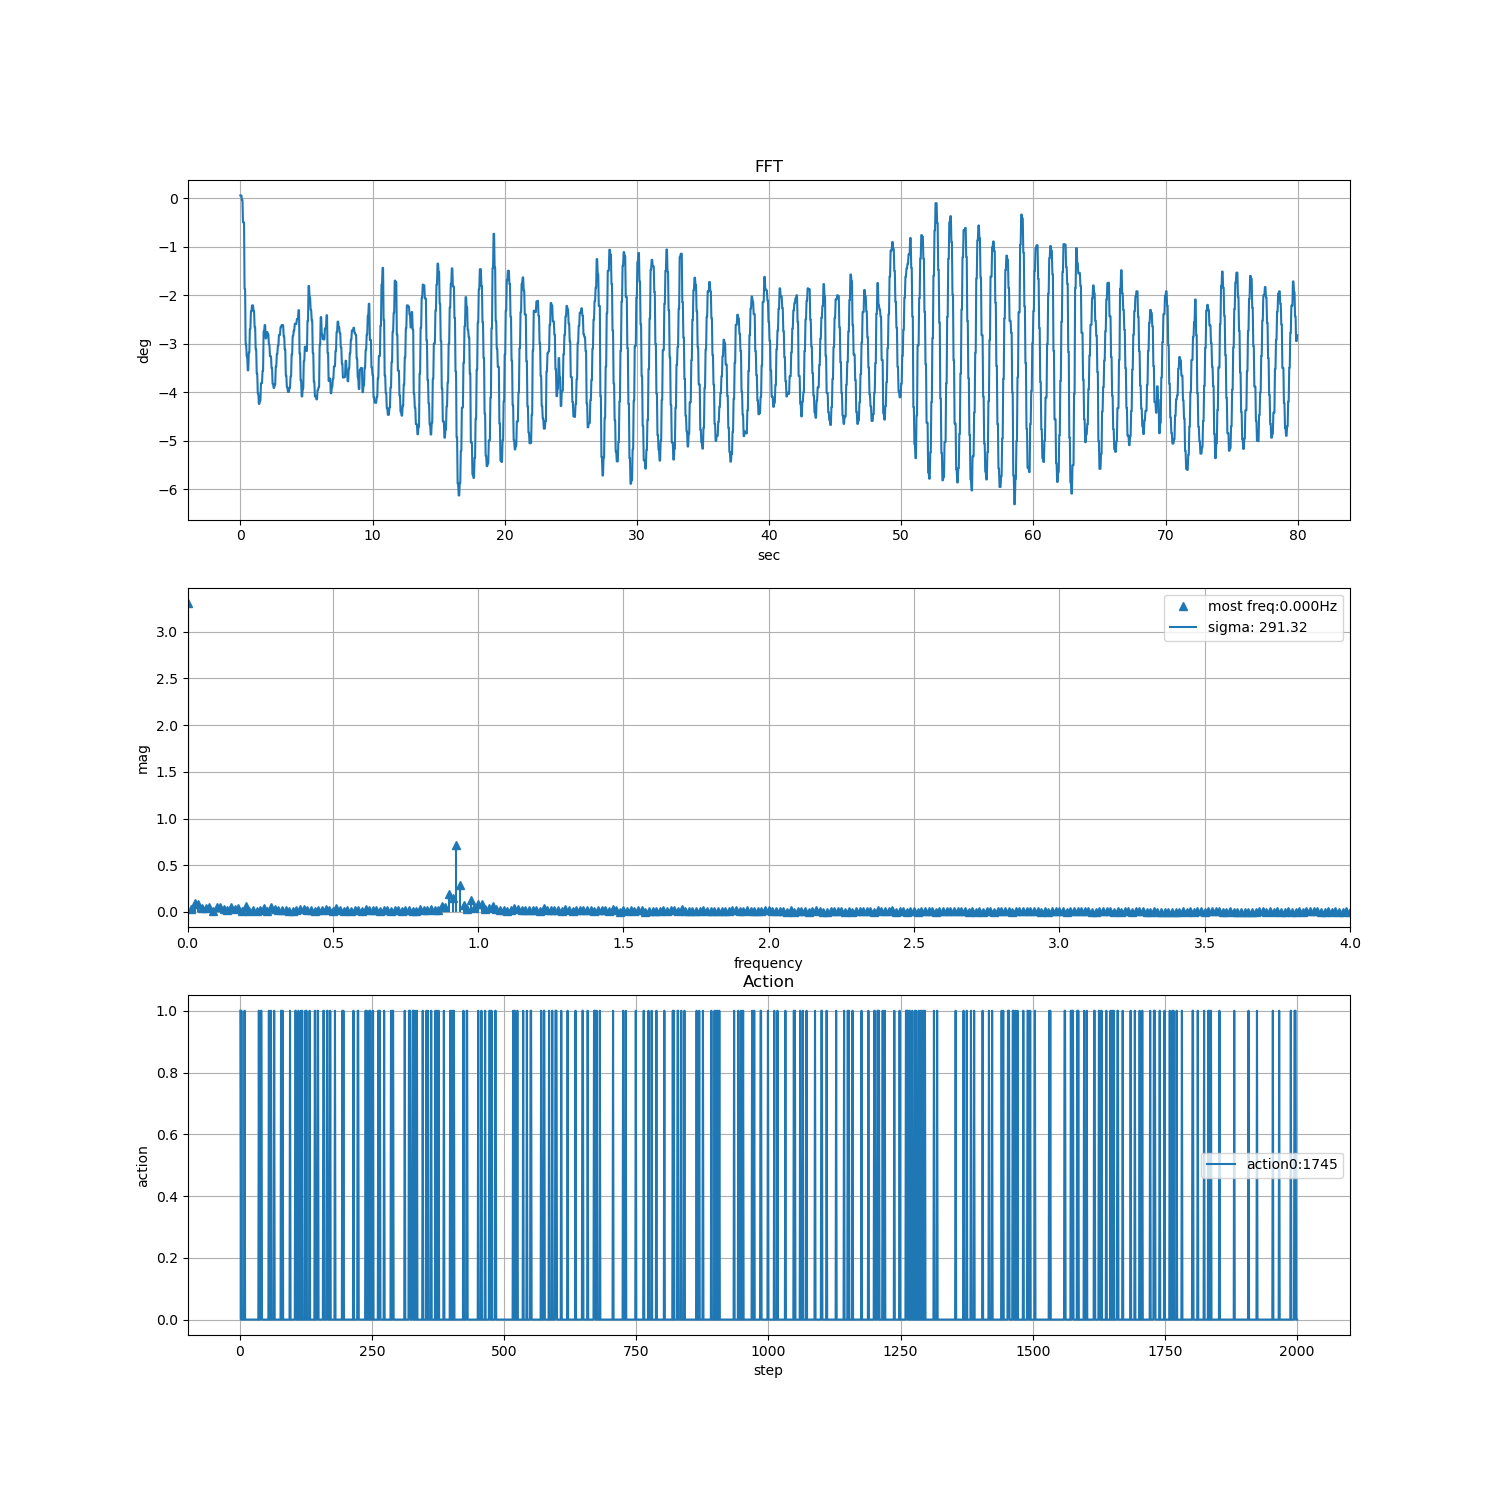 FFT
0
−1
−2
−3
−4
−5
−6
deg
0 10 20 30 40 50 60 70 80
sec
most freq:0.000Hz
sigma: 291.32
3.0
2.5
2.0
1.5
1.0
0.5
0.0
mag
0.0 0.5 1.0 1.5 2.0 2.5 3.0 3.5 4.0
frequency
Action
1.0
0.8
0.6
0.4
0.2
0.0
action
action0:1745
0 250 500 750 1000 1250 1500 1750 2000
step